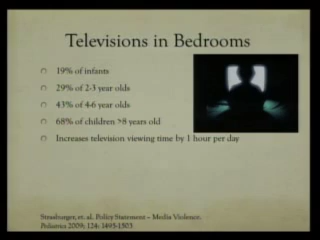 Televisions in Bedrooms
19% of infants
29% of 2-3 year olds
43% of 4-6 year olds
68% of children >8 years old
Increases television viewing time by 1 hour per day
Strasburger, et. al. Policy Statement – Media Violence.
Pediatrics 2009; 124; 1495-1503